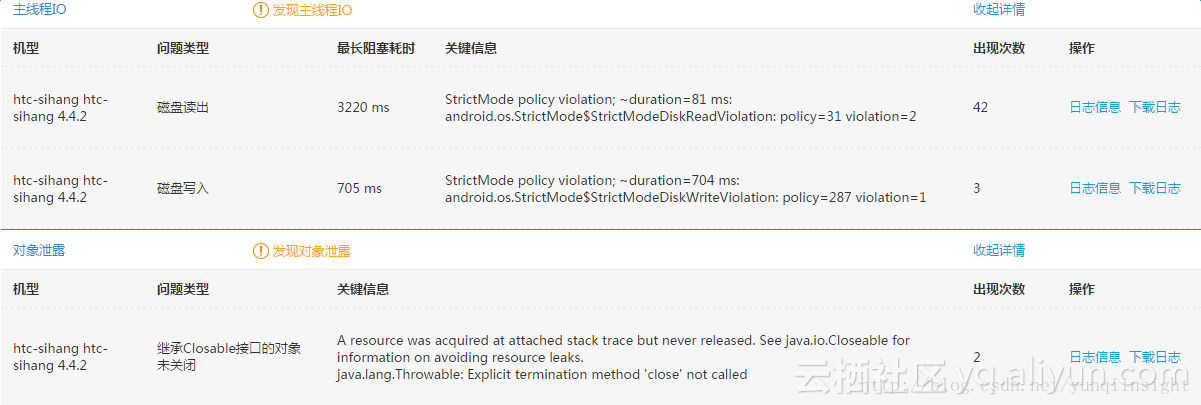 主线程IO 发现主线程IO 收起详情
机型 问题类型 最长阻塞耗时 关键信息 出现次数 操作
htc-sihang htc-sihang 4.4.2 磁盘读出 3220 ms StrictMode policy violation; ~duration=81 ms: android.os.StrictMode$StrictModeDiskReadViolation: policy=31 violation=2 42 日志信息 下载日志
htc-sihang htc-sihang 4.4.2 磁盘写入 705 ms StrictMode policy violation; ~duration=704 ms: android.os.StrictMode$StrictModeDiskWriteViolation: policy=287 violation=1 3 日志信息 下载日志
对象泄露 发现对象泄露 收起详情
机型 问题类型 关键信息 出现次数 操作
htc-sihang htc-sihang 4.4.2 继承Closable接口的对象未关闭 A resource was acquired at attached stack trace but never released. See java.io.Closeable for information on avoiding resource leaks. java.lang.Throwable: Explicit termination method 'close' not called 2 日志信息 下载日志
云栖社区 yq.aliyun.com
http://blog.csdn.net/yunqiinsight